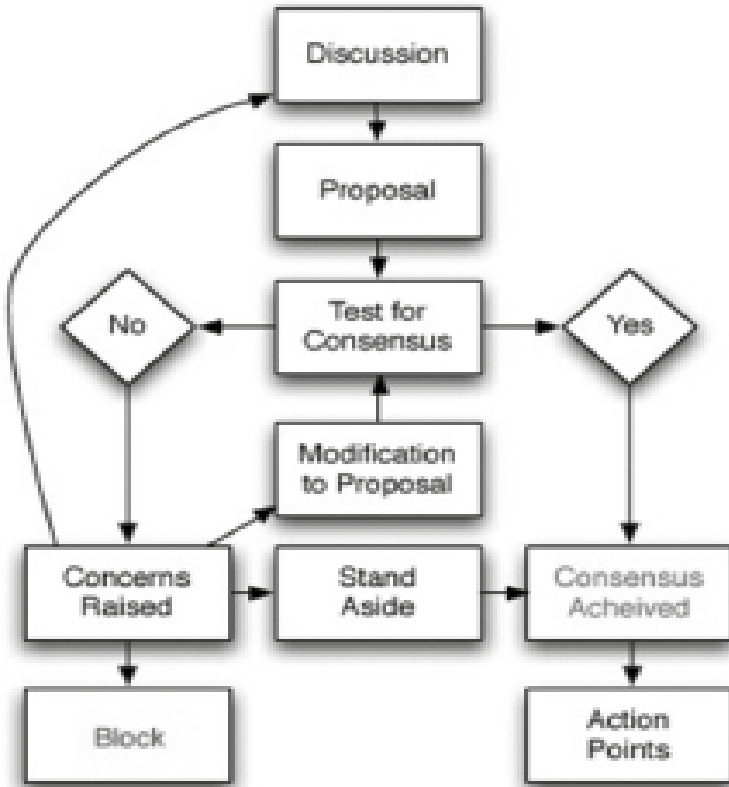 Discussion
Proposal
No
Test for
Consensus
Yes
Modification
to Proposal
Concerns
Raised
Stand
Aside
Consensus
Acheived
Block
Action
Points